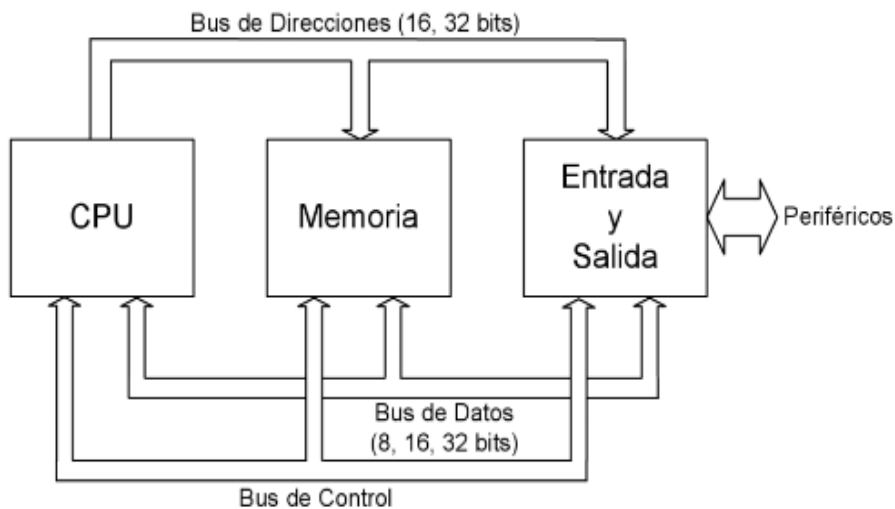 Bus de Direcciones (16, 32 bits)
CPU
Memoria
Entrada
y
Salida
Periféricos
Bus de Datos
(8, 16, 32 bits)
Bus de Control